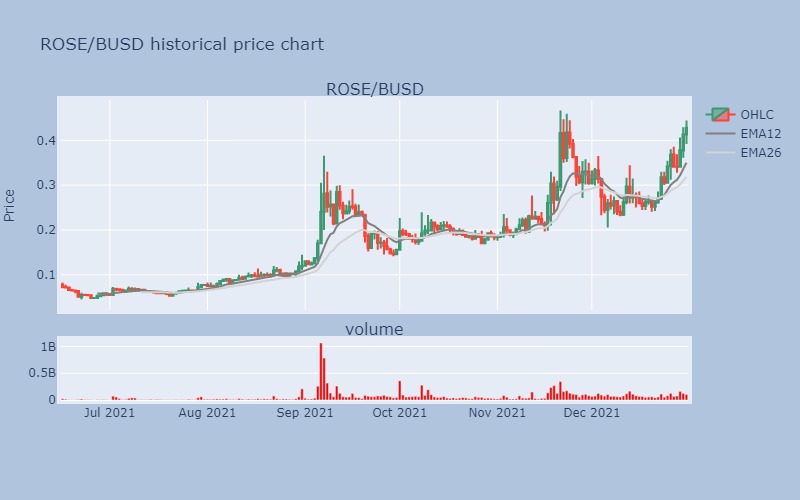 ROSE/BUSD historical price chart
ROSE/BUSD
OHLC
EMA12
EMA26
Price
0.4
0.3
0.2
0.1
volume
1B
0.5B
0
Jul 2021 Aug 2021 Sep 2021 Oct 2021 Nov 2021 Dec 2021